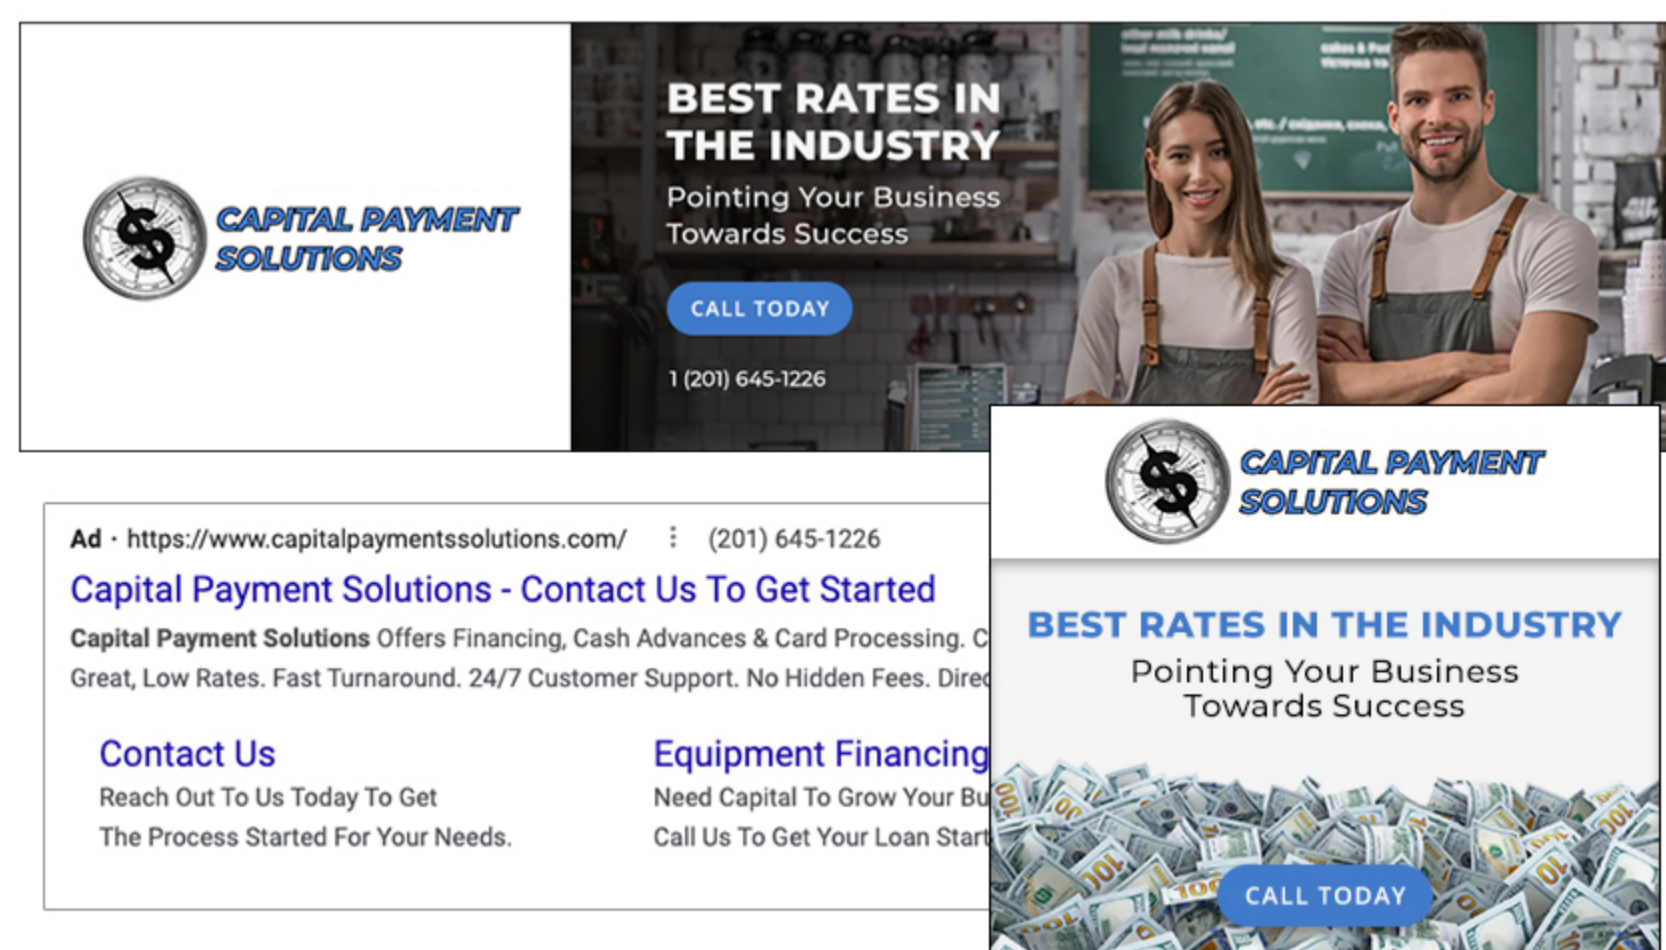 CAPITAL PAYMENT
SOLUTIONS
BEST RATES IN
THE INDUSTRY
Pointing Your Business
Towards Success
CALL TODAY
1 (201) 645-1226
Ad · https://www.capitalpaymentssolutions.com/ ⋮ (201) 645-1226
Capital Payment Solutions - Contact Us To Get Started
Capital Payment Solutions Offers Financing, Cash Advances & Card Processing. C
Great, Low Rates. Fast Turnaround. 24/7 Customer Support. No Hidden Fees. Direc
Contact Us
Reach Out To Us Today To Get
The Process Started For Your Needs.
Equipment Financing
Need Capital To Grow Your Bu
Call Us To Get Your Loan Start
CAPITAL PAYMENT
SOLUTIONS
BEST RATES IN THE INDUSTRY
Pointing Your Business
Towards Success
CALL TODAY